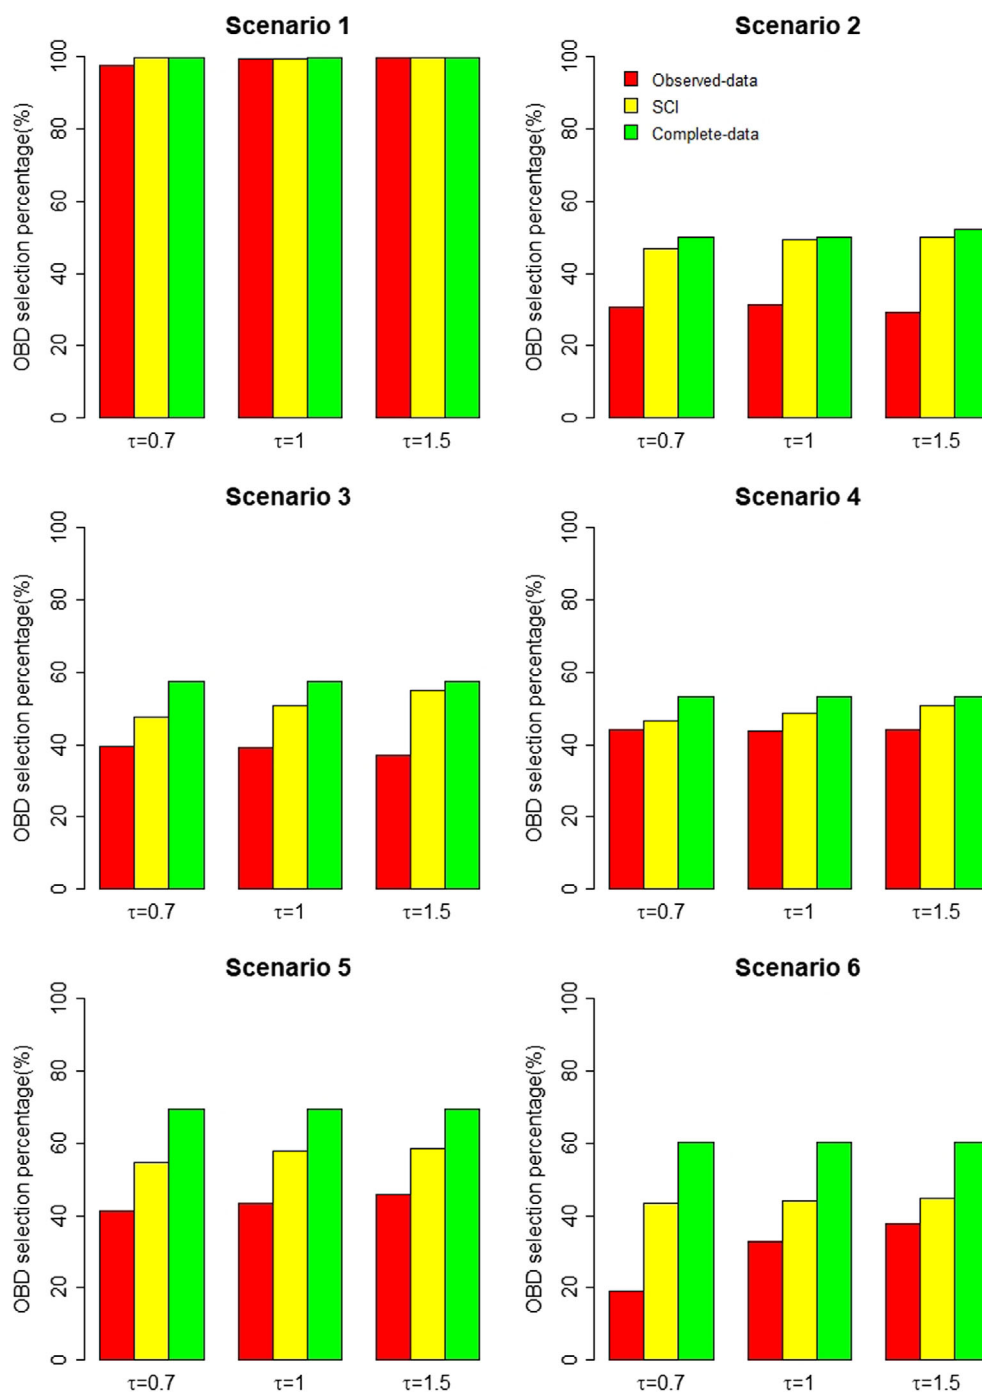 Scenario 1
OBD selection percentage(%)
100
80
60
40
20
0
τ=0.7
τ=1
τ=1.5
Scenario 2
OBD selection percentage(%)
100
80
60
40
20
0
Observed-data
SCI
Complete-data
τ=0.7
τ=1
τ=1.5
Scenario 3
OBD selection percentage(%)
100
80
60
40
20
0
τ=0.7
τ=1
τ=1.5
Scenario 4
OBD selection percentage(%)
100
80
60
40
20
0
τ=0.7
τ=1
τ=1.5
Scenario 5
OBD selection percentage(%)
100
80
60
40
20
0
τ=0.7
τ=1
τ=1.5
Scenario 6
OBD selection percentage(%)
100
80
60
40
20
0
τ=0.7
τ=1
τ=1.5